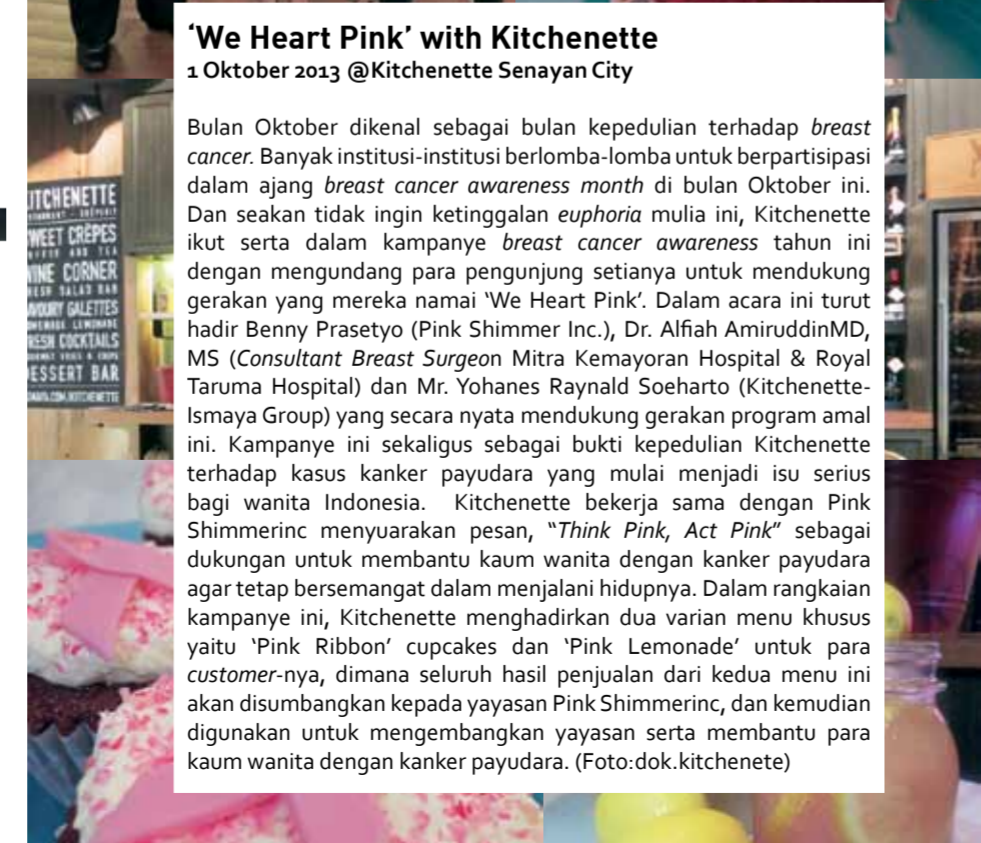 'We Heart Pink' with Kitchenette
1 Oktober 2013 @Kitchenette Senayan City
Bulan Oktober dikenal sebagai bulan kepedulian terhadap breast
cancer. Banyak institusi-institusi berlomba-lomba untuk berpartisipasi
dalam ajang breast cancer awareness month di bulan Oktober ini.
Dan seakan tidak ingin ketinggalan euphoria mulia ini, Kitchenette
ikut serta dalam kampanye breast cancer awareness tahun ini
dengan mengundang para pengunjung setianya untuk mendukung
gerakan yang mereka namai 'We Heart Pink'. Dalam acara ini turut
hadir Benny Prasetyo (Pink Shimmer Inc.), Dr. Alfiah AmiruddinMD,
MS (Consultant Breast Surgeon Mitra Kemayoran Hospital & Royal
Taruma Hospital) dan Mr. Yohanes Raynald Soeharto (Kitchenette-
Ismaya Group) yang secara nyata mendukung gerakan program amal
ini. Kampanye ini sekaligus sebagai bukti kepedulian Kitchenette
terhadap kasus kanker payudara yang mulai menjadi isu serius
bagi wanita Indonesia. Kitchenette bekerja sama dengan Pink
Shimmerinc menyuarakan pesan, "Think Pink, Act Pink" sebagai
dukungan untuk membantu kaum wanita dengan kanker payudara
agar tetap bersemangat dalam menjalani hidupnya. Dalam rangkaian
kampanye ini, Kitchenette menghadirkan dua varian menu khusus
yaitu 'Pink Ribbon' cupcakes dan 'Pink Lemonade' untuk para
customer-nya, dimana seluruh hasil penjualan dari kedua menu ini
akan disumbangkan kepada yayasan Pink Shimmerinc, dan kemudian
digunakan untuk mengembangkan yayasan serta membantu para
kaum wanita dengan kanker payudara. (Foto:dok.kitchenete)
ITCHENETTE
WEET CRÊPES
INE CORNER
RESH SALAD BAR
AVOURY GALETTES
OMEMADE LEMONADE
RESH COCKTAILS
ESSERT BAR